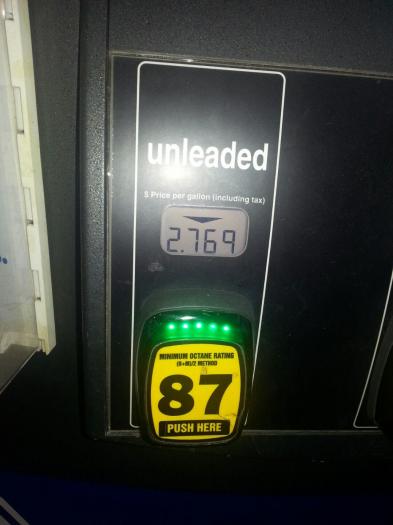 unleaded
$ Price per gallon (including tax)
2.769
MINIMUM OCTANE RATING
(R+M)/2 METHOD
87
PUSH HERE